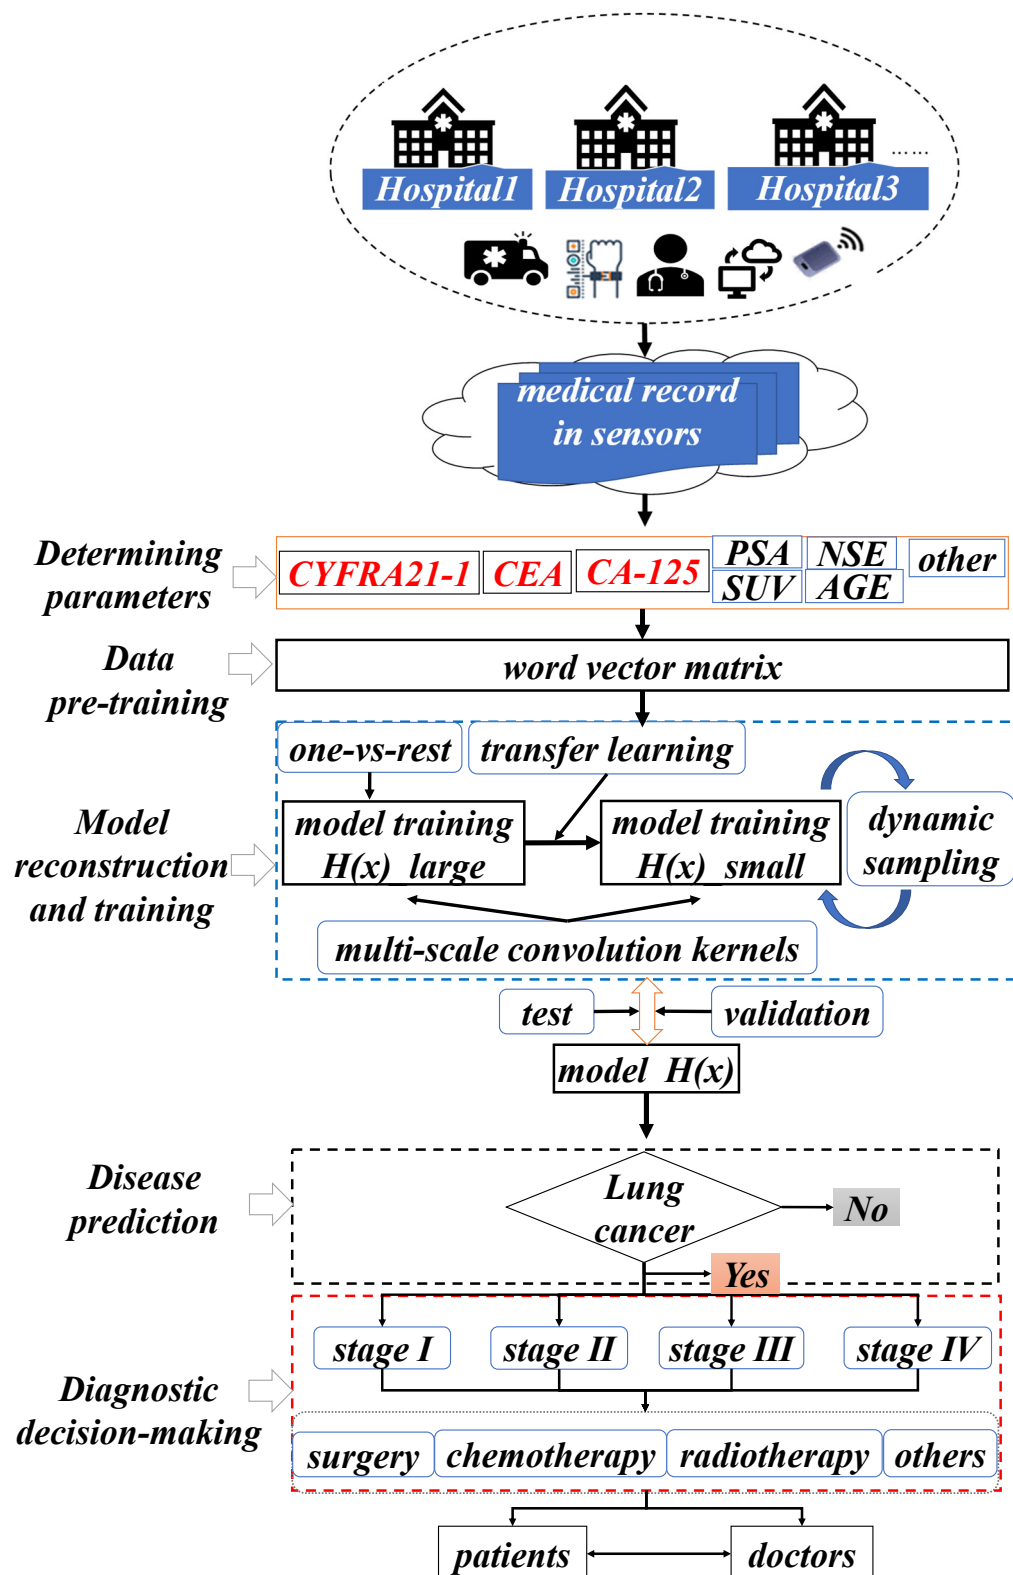 Hospital1
Hospital2
Hospital3
......
medical record
in sensors
Determining
parameters
CYFRA21-1
CEA
CA-125
PSA
NSE
other
SUV
AGE
Data
pre-training
word vector matrix
one-vs-rest
transfer learning
Model
reconstruction
and training
model training
H(x)_large
model training
H(x)_small
dynamic
sampling
multi-scale convolution kernels
test
validation
model H(x)
Disease
prediction
Lung
cancer
No
Yes
stage I
stage II
stage III
stage IV
Diagnostic
decision-making
surgery
chemotherapy
radiotherapy
others
patients
doctors